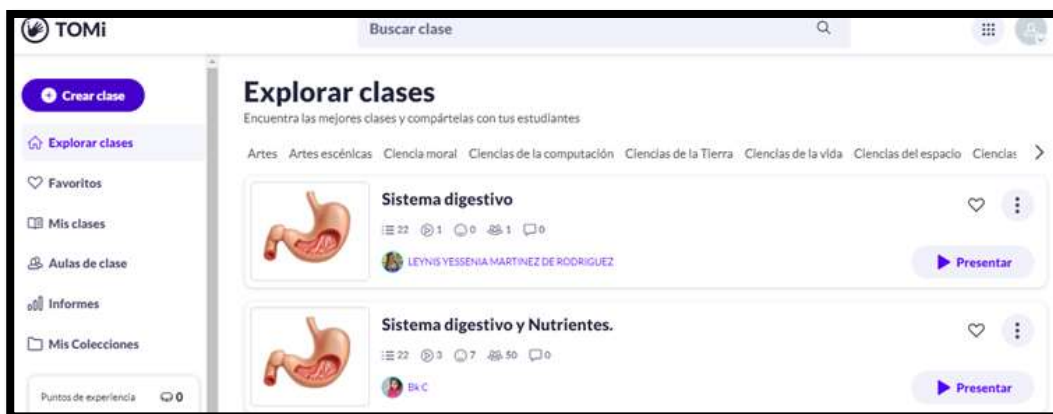 TOMi
Buscar clase
Crear clase
Explorar clases
Favoritos
Mis clases
Aulas de clase
Informes
Mis Colecciones
Puntos de experiencia 0
Explorar clases
Encuentra las mejores clases y compártelas con tus estudiantes
Artes Artes escénicas Ciencia moral Ciencias de la computación Ciencias de la Tierra Ciencias de la vida Ciencias del espacio Ciencias
Sistema digestivo
22 1 0 1 0
LEYNIS YESSENIA MARTINEZ DE RODRIGUEZ
Presentar
Sistema digestivo y Nutrientes.
22 3 7 50 0
Bk C
Presentar